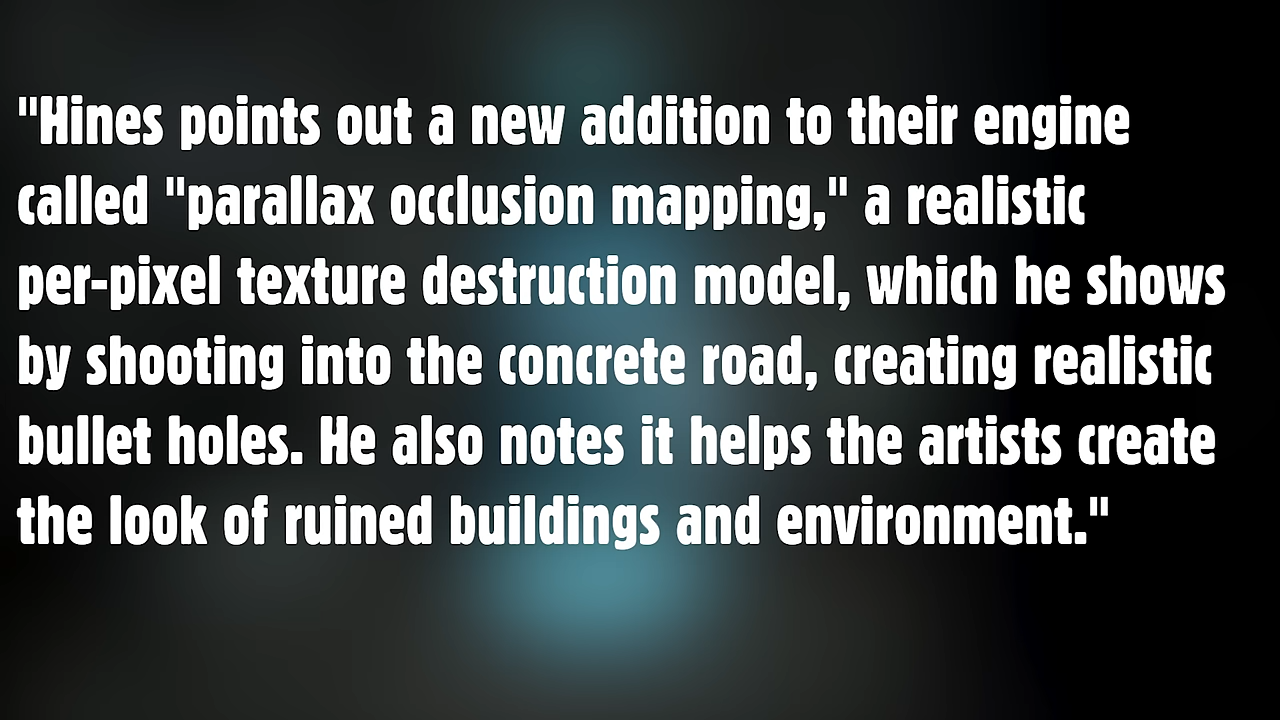 "Hines points out a new addition to their engine
called "parallax occlusion mapping," a realistic
per-pixel texture destruction model, which he shows
by shooting into the concrete road, creating realistic
bullet holes. He also notes it helps the artists create
the look of ruined buildings and environment."